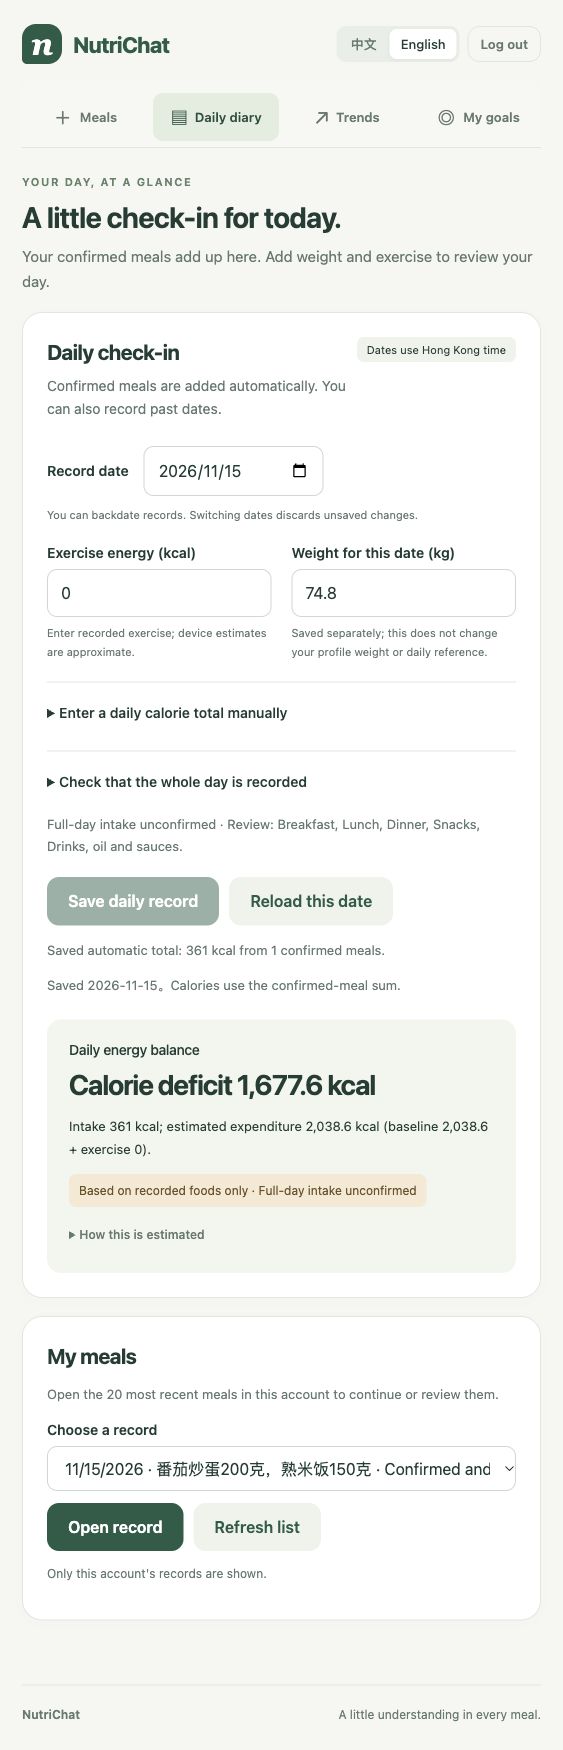 n NutriChat
中文 English Log out
Meals Daily diary Trends My goals
YOUR DAY, AT A GLANCE
A little check-in for today.
Your confirmed meals add up here. Add weight and exercise to review your
day.
Daily check-in
Dates use Hong Kong time
Confirmed meals are added automatically. You
can also record past dates.
Record date 2026/11/15
You can backdate records. Switching dates discards unsaved changes.
Exercise energy (kcal) Weight for this date (kg)
0 74.8
Enter recorded exercise; device estimates
are approximate.
Saved separately; this does not change
your profile weight or daily reference.
Enter a daily calorie total manually
Check that the whole day is recorded
Full-day intake unconfirmed · Review: Breakfast, Lunch, Dinner, Snacks,
Drinks, oil and sauces.
Save daily record Reload this date
Saved automatic total: 361 kcal from 1 confirmed meals.
Saved 2026-11-15。Calories use the confirmed-meal sum.
Daily energy balance
Calorie deficit 1,677.6 kcal
Intake 361 kcal; estimated expenditure 2,038.6 kcal (baseline 2,038.6
+ exercise 0).
Based on recorded foods only · Full-day intake unconfirmed
How this is estimated
My meals
Open the 20 most recent meals in this account to continue or review them.
Choose a record
11/15/2026 · 番茄炒蛋200克，熟米饭150克 · Confirmed and
Open record Refresh list
Only this account's records are shown.
NutriChat A little understanding in every meal.